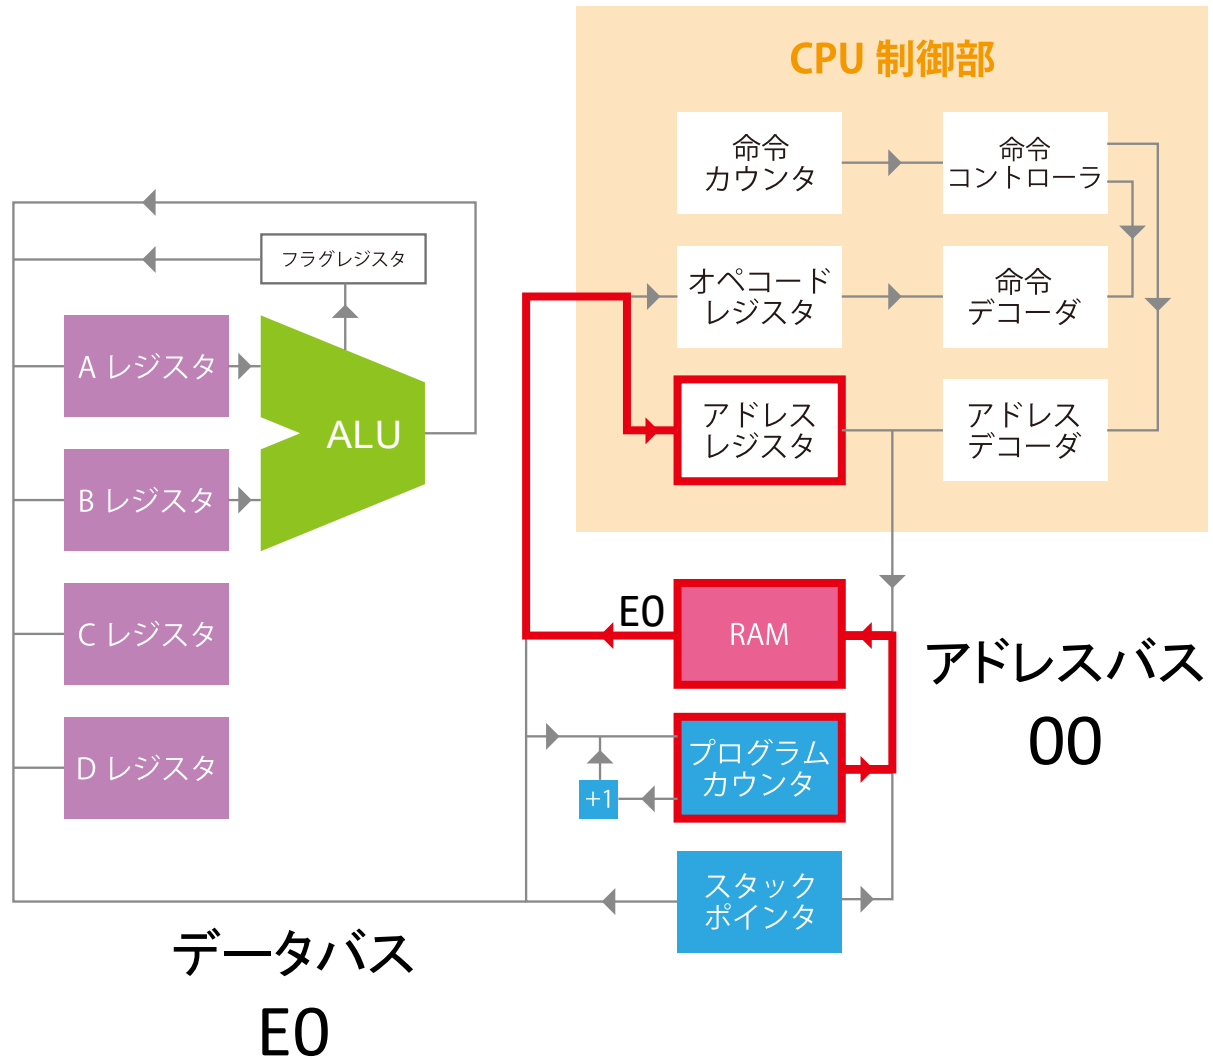 CPU 制御部
命令
カウンタ
命令
コントローラ
フラグレジスタ
オペコード
レジスタ
命令
デコーダ
A レジスタ
ALU
アドレス
レジスタ
アドレス
デコーダ
B レジスタ
E0
RAM
C レジスタ
アドレスバス
00
D レジスタ
プログラム
カウンタ
+1
スタック
ポインタ
データバス
E0